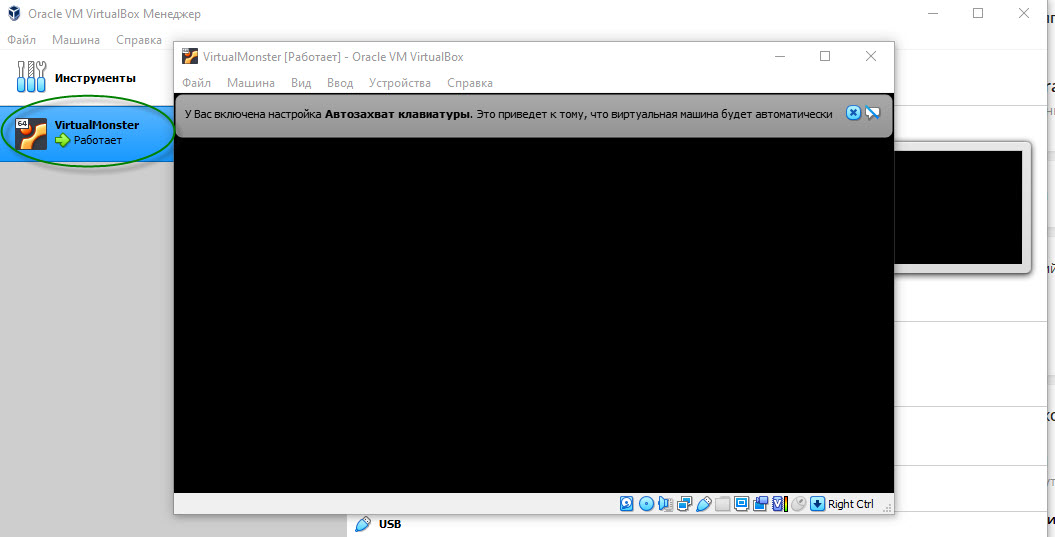 Oracle VM VirtualBox Менеджер
Файл Машина Справка
Инструменты
64
VirtualMonster
Работает
VirtualMonster [Работает] - Oracle VM VirtualBox
Файл Машина Вид Ввод Устройства Справка
У Вас включена настройка Автозахват клавиатуры. Это приведет к тому, что виртуальная машина будет автоматически
Right Ctrl
USB